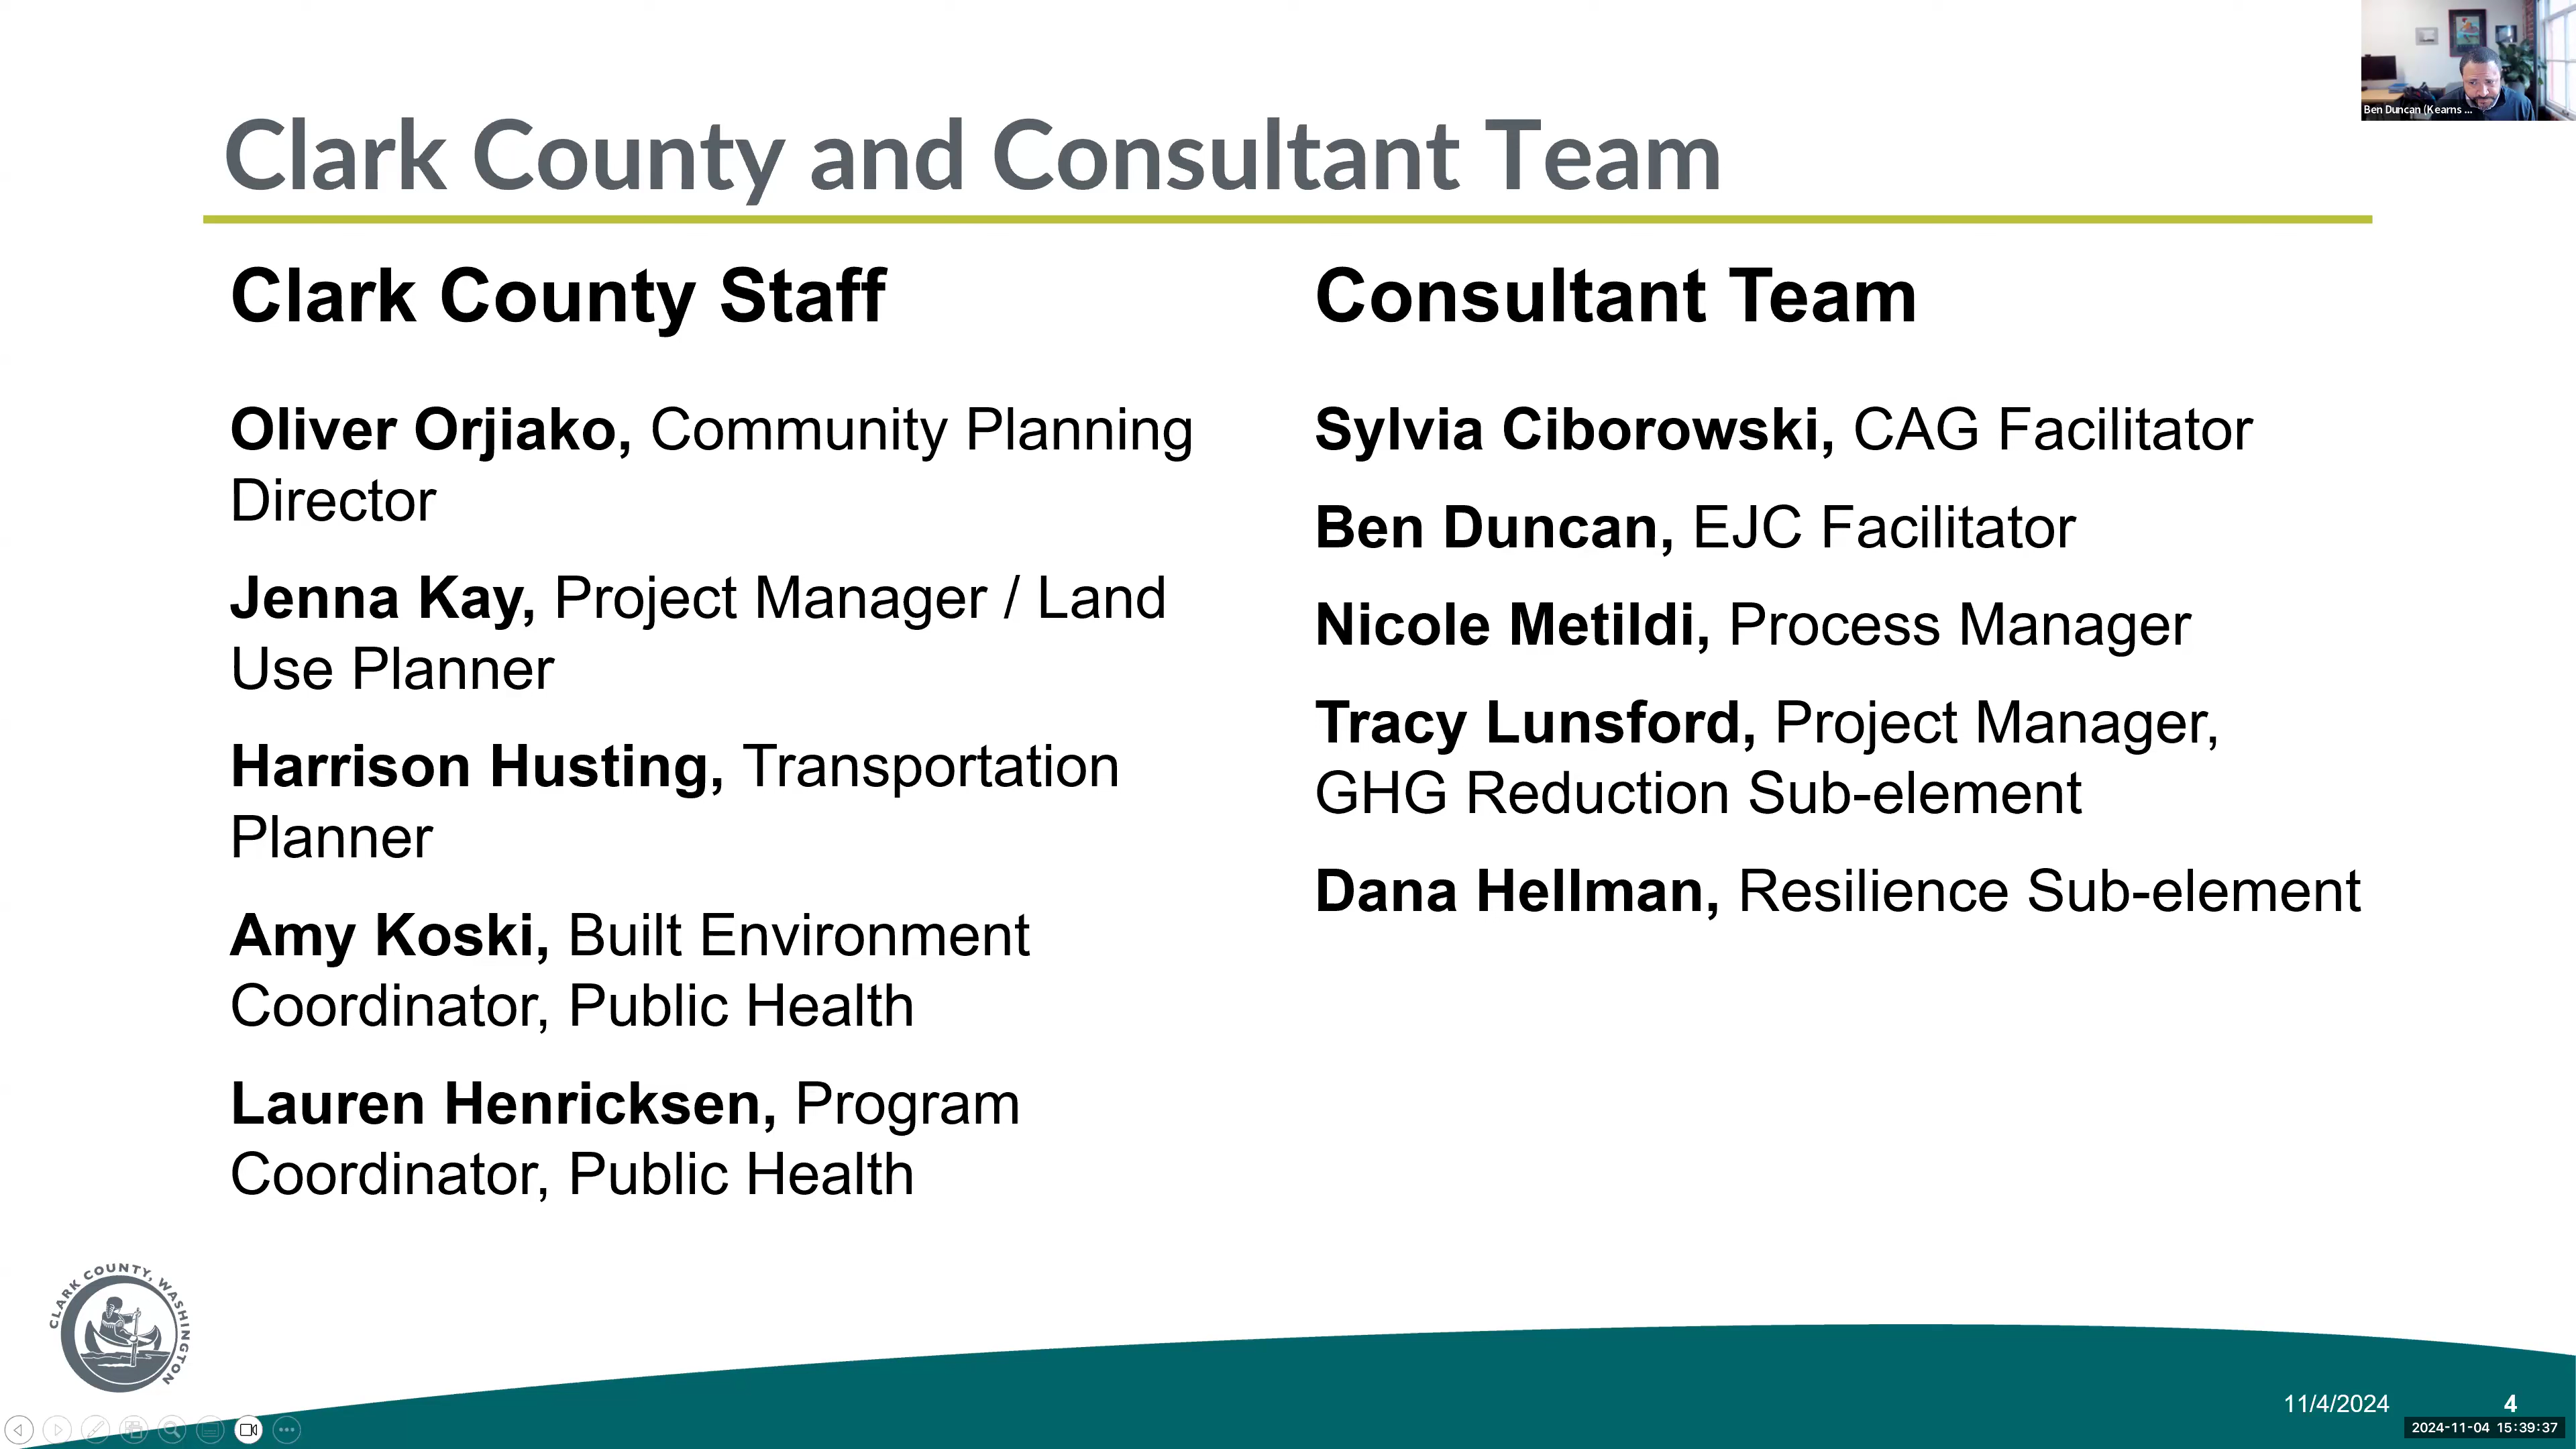 Ben Duncan (Kearns ...
Clark County and Consultant Team
Clark County Staff
Oliver Orjiako, Community Planning
Director
Jenna Kay, Project Manager / Land
Use Planner
Harrison Husting, Transportation
Planner
Amy Koski, Built Environment
Coordinator, Public Health
Lauren Henricksen, Program
Coordinator, Public Health
Consultant Team
Sylvia Ciborowski, CAG Facilitator
Ben Duncan, EJC Facilitator
Nicole Metildi, Process Manager
Tracy Lunsford, Project Manager,
GHG Reduction Sub-element
Dana Hellman, Resilience Sub-element
CLARK COUNTY, WASHINGTON
11/4/2024
4
2024-11-04 15:39:37